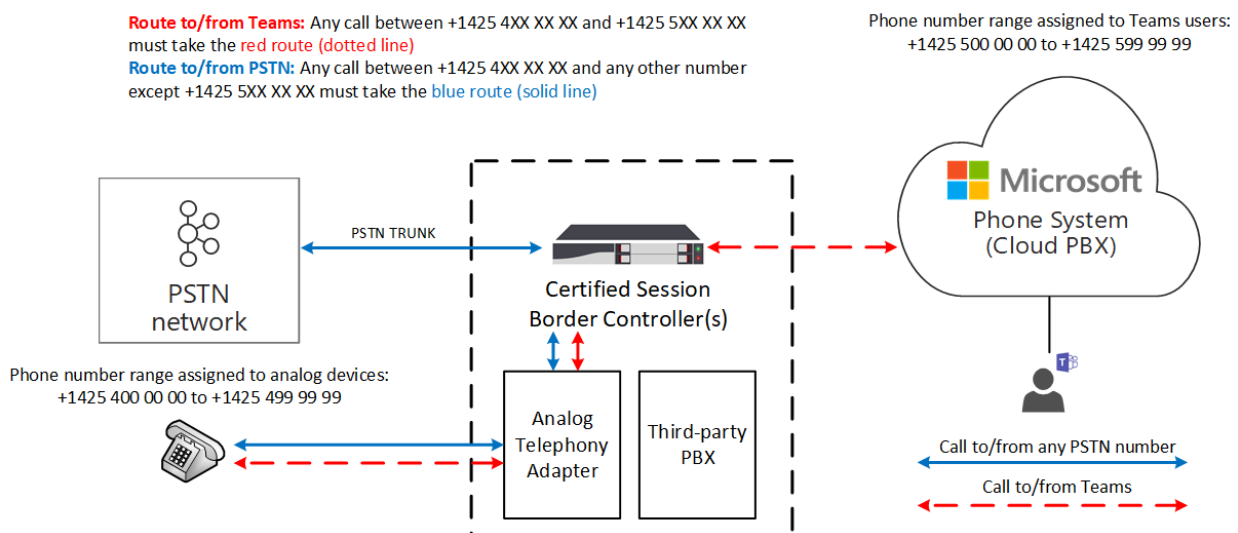 Route to/from Teams: Any call between +1425 4XX XX XX and +1425 5XX XX XX
must take the red route (dotted line)
Route to/from PSTN: Any call between +1425 4XX XX XX and any other number
except +1425 5XX XX XX must take the blue route (solid line)
Phone number range assigned to Teams users:
+1425 500 00 00 to +1425 599 99 99
Microsoft
Phone System
(Cloud PBX)
PSTN TRUNK
PSTN
network
Certified Session
Border Controller(s)
Phone number range assigned to analog devices:
+1425 400 00 00 to +1425 499 99 99
Analog
Telephony
Adapter
Third-party
PBX
T
Call to/from any PSTN number
Call to/from Teams